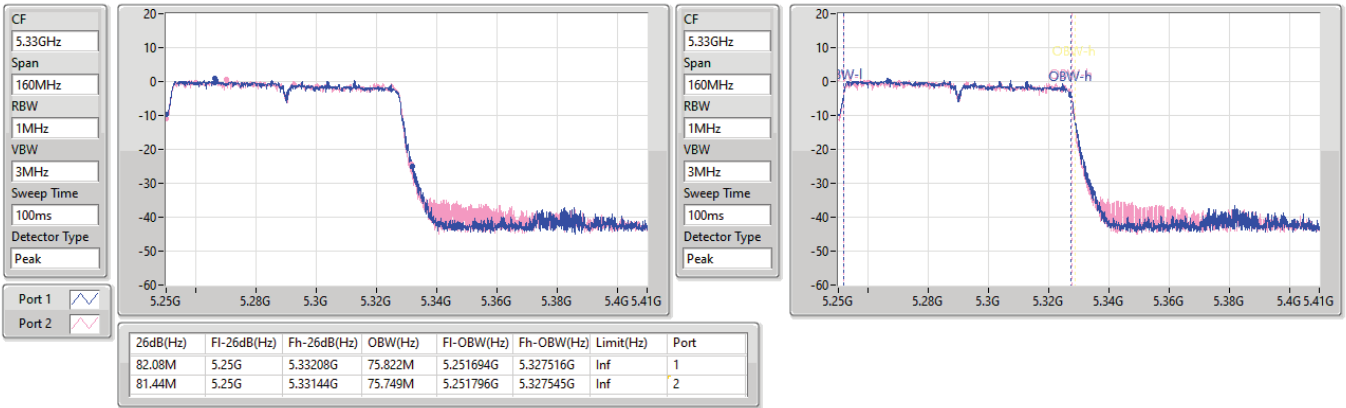 CF
5.33GHz
Span
160MHz
RBW
1MHz
VBW
3MHz
Sweep Time
100ms
Detector Type
Peak
Port 1
Port 2
20
10
0
-10
-20
-30
-40
-50
-60
5.25G 5.28G 5.3G 5.32G 5.34G 5.36G 5.38G 5.4G 5.41G
CF
5.33GHz
Span
160MHz
RBW
1MHz
VBW
3MHz
Sweep Time
100ms
Detector Type
Peak
20
10
0
-10
-20
-30
-40
-50
-60
OBW-h
BW-l OBW-h
5.25G 5.28G 5.3G 5.32G 5.34G 5.36G 5.38G 5.4G 5.41G
26dB(Hz) Fl-26dB(Hz) Fh-26dB(Hz) OBW(Hz) Fl-OBW(Hz) Fh-OBW(Hz) Limit(Hz) Port
82.08M 5.25G 5.33208G 75.822M 5.251694G 5.327516G Inf 1
81.44M 5.25G 5.33144G 75.749M 5.251796G 5.327545G Inf 2